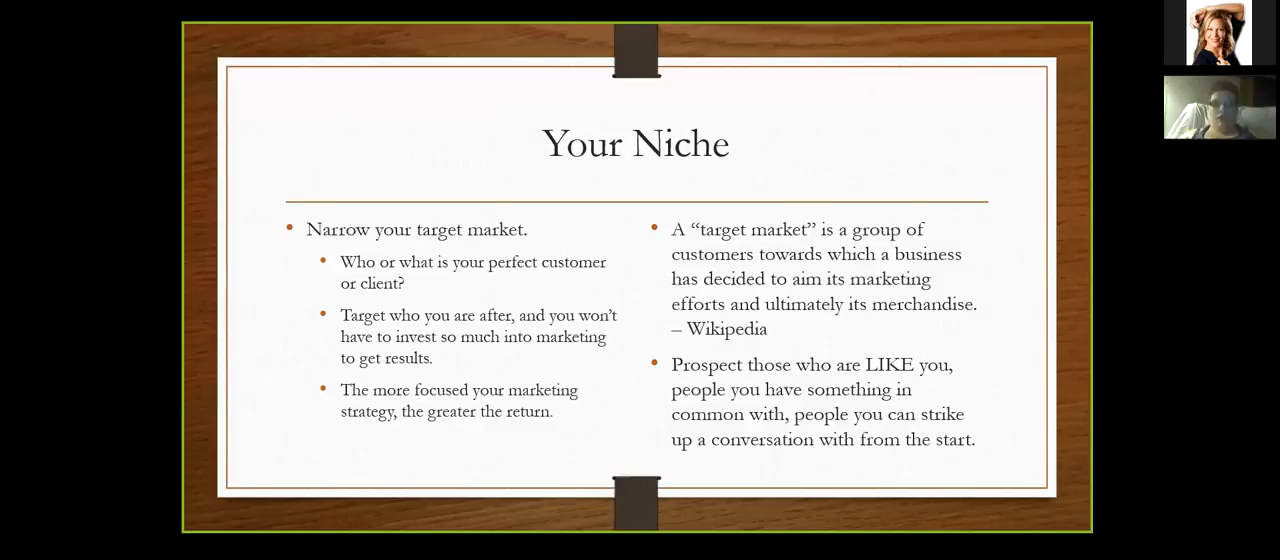 Your Niche
Narrow your target market.
Who or what is your perfect customer
or client?
Target who you are after, and you won’t
have to invest so much into marketing
to get results.
The more focused your marketing
strategy, the greater the return.
A “target market” is a group of
customers towards which a business
has decided to aim its marketing
efforts and ultimately its merchandise.
– Wikipedia
Prospect those who are LIKE you,
people you have something in
common with, people you can strike
up a conversation with from the start.